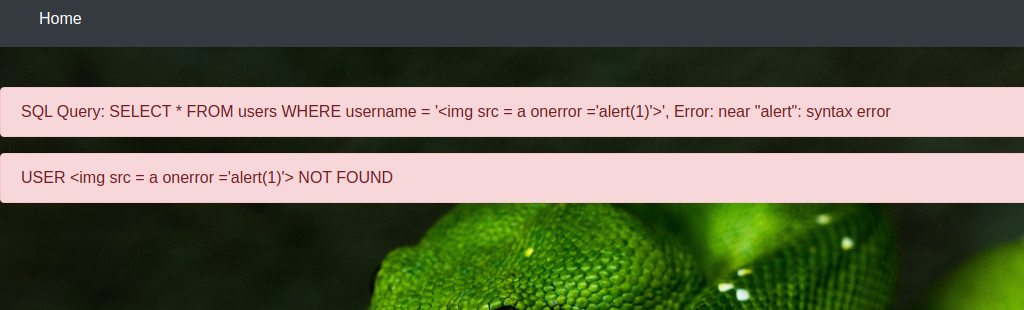 Home
SQL Query: SELECT * FROM users WHERE username = '<img src = a onerror ='alert(1)'>', Error: near "alert": syntax error
USER <img src = a onerror ='alert(1)'> NOT FOUND